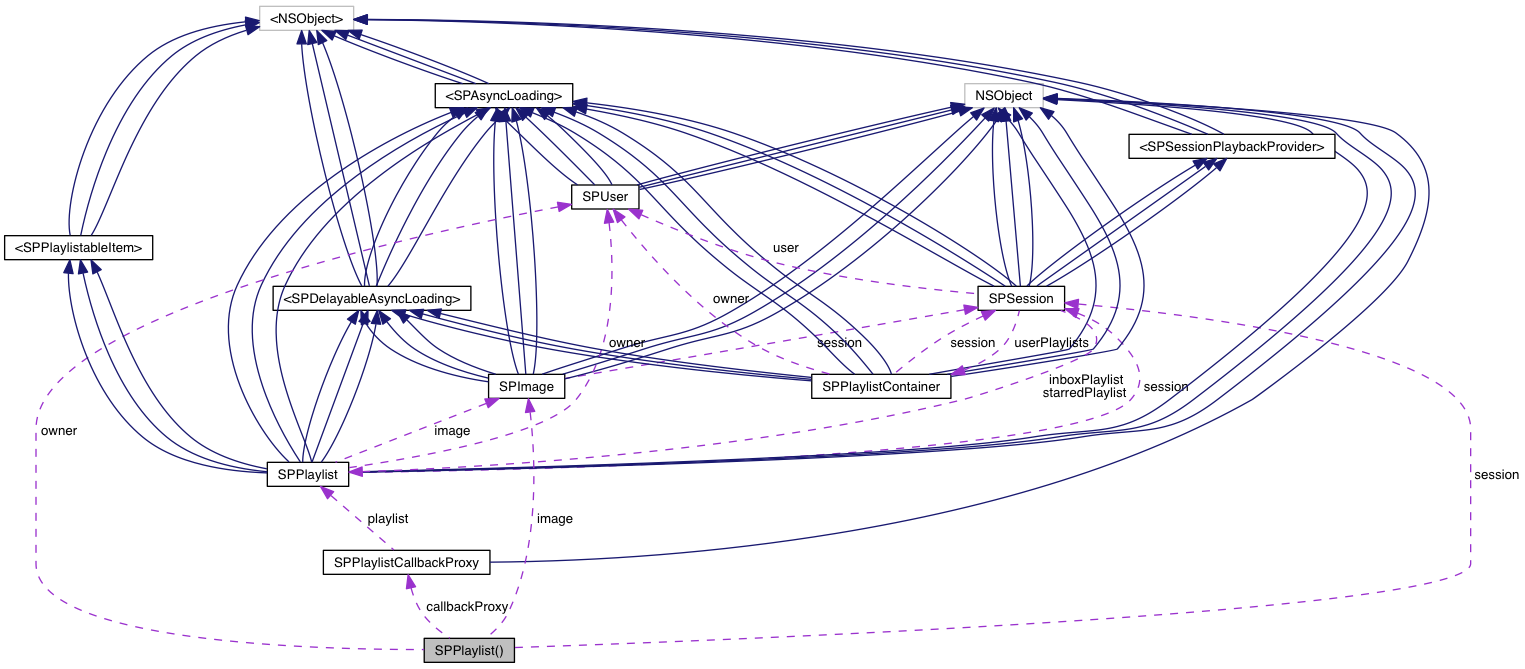 <NSObject>
<SPAsyncLoading>
NSObject
<SPSessionPlaybackProvider>
SPUser
<SPPlaylistableItem>
user
<SPDelayableAsyncLoading>
owner
SPSession
owner
session
session
userPlaylists
SPImage
SPPlaylistContainer
inboxPlaylist
starredPlaylist
session
owner
image
SPPlaylist
session
playlist
image
SPPlaylistCallbackProxy
callbackProxy
SPPlaylist()